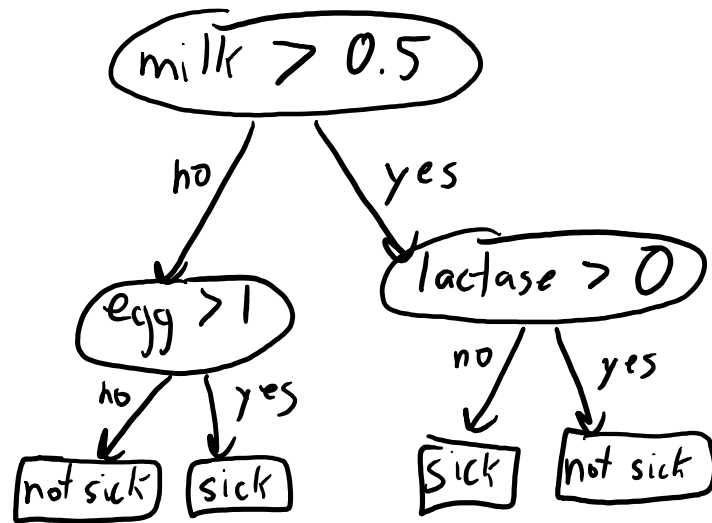 milk > 0.5
no
yes
egg > 1
lactase > 0
no
yes
no
yes
not sick
sick
sick
not sick